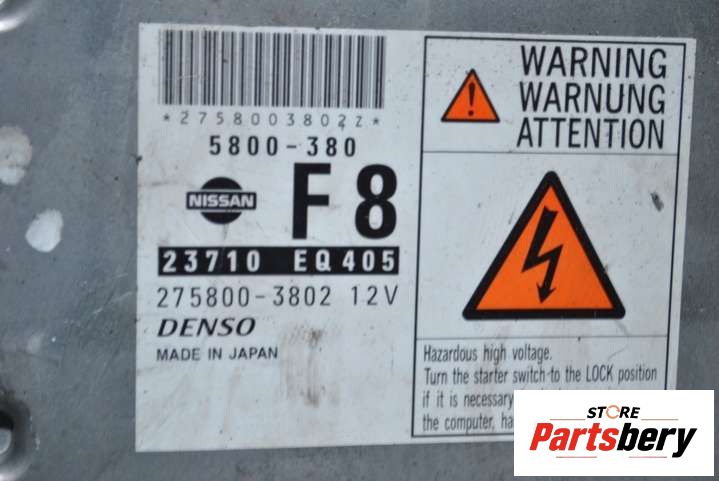 *2758003802Z*
5800-380
NISSAN
F8
23710 EQ405
275800-3802 12V
DENSO
MADE IN JAPAN
WARNING
WARNUNG
ATTENTION
Hazardous high voltage.
Turn the starter switch to the LOCK position
if it is necessary
the computer,
STORE
Partsbery